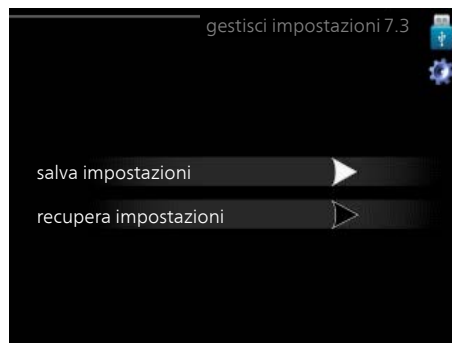 gestisci impostazioni 7.3
salva impostazioni
recupera impostazioni